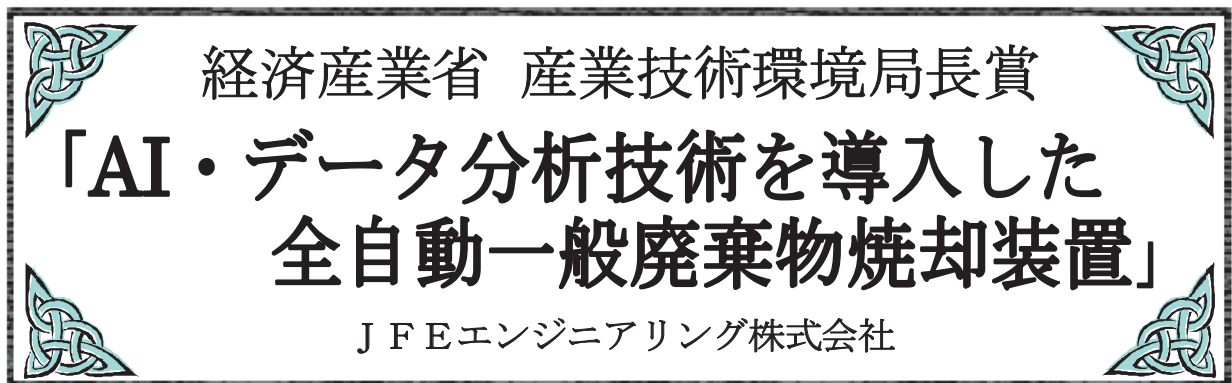 経済産業省 産業技術環境局長賞
「AI・データ分析技術を導入した
全自動一般廃棄物焼却装置」
ＪＦＥエンジニアリング株式会社